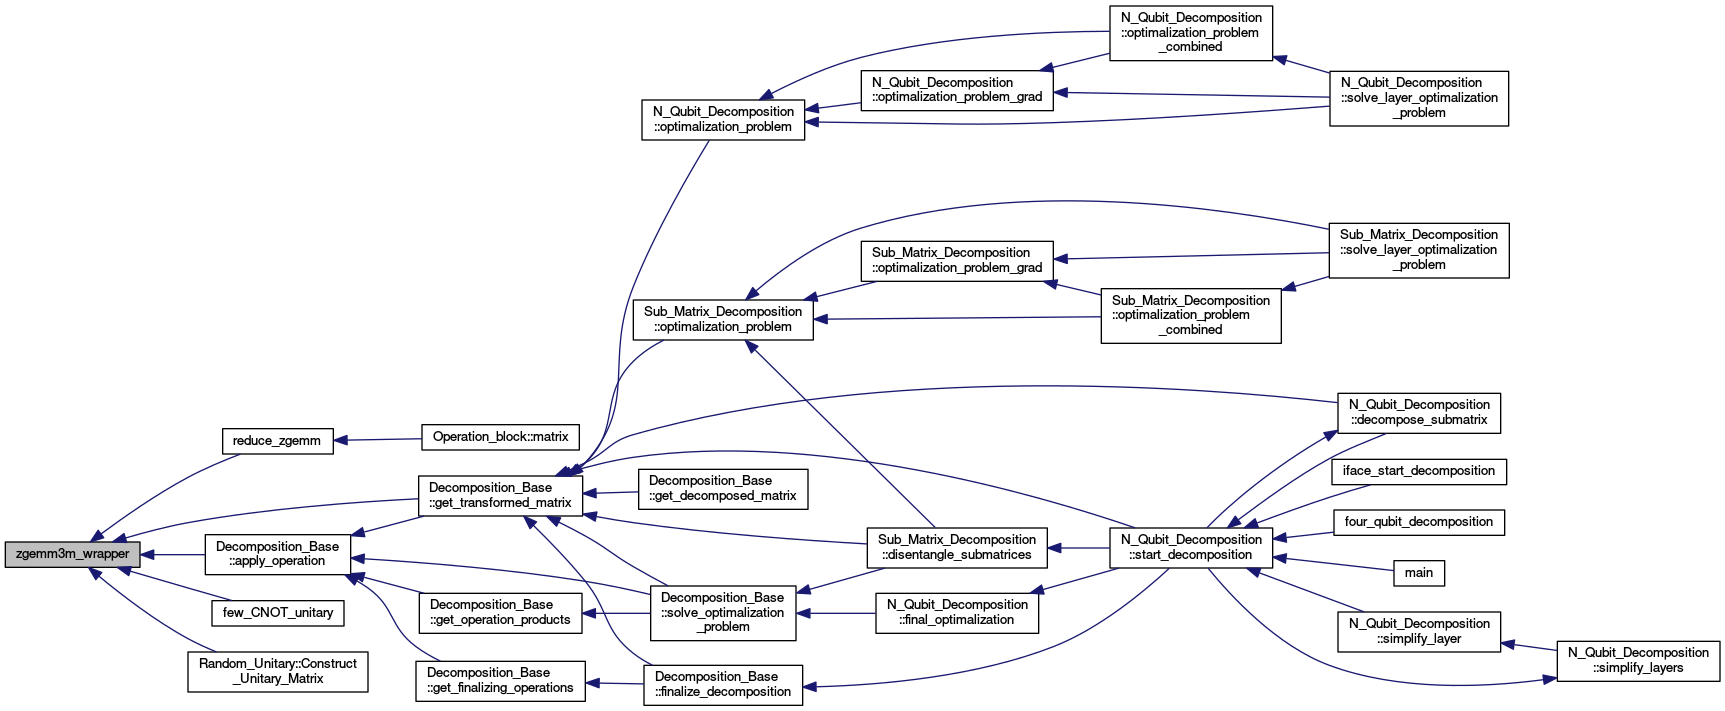 N_Qubit_Decomposition
::optimalization_problem
_combined
N_Qubit_Decomposition
::optimalization_problem_grad
N_Qubit_Decomposition
::solve_layer_optimalization
_problem
N_Qubit_Decomposition
::optimalization_problem
Sub_Matrix_Decomposition
::solve_layer_optimalization
_problem
Sub_Matrix_Decomposition
::optimalization_problem_grad
Sub_Matrix_Decomposition
::optimalization_problem
_combined
Sub_Matrix_Decomposition
::optimalization_problem
N_Qubit_Decomposition
::decompose_submatrix
reduce_zgemm
Operation_block::matrix
iface_start_decomposition
Decomposition_Base
::get_transformed_matrix
Decomposition_Base
::get_decomposed_matrix
four_qubit_decomposition
zgemm3m_wrapper
Decomposition_Base
::apply_operation
Sub_Matrix_Decomposition
::disentangle_submatrices
N_Qubit_Decomposition
::start_decomposition
main
few_CNOT_unitary
Decomposition_Base
::get_operation_products
Decomposition_Base
::solve_optimalization
_problem
N_Qubit_Decomposition
::final_optimalization
N_Qubit_Decomposition
::simplify_layer
N_Qubit_Decomposition
::simplify_layers
Random_Unitary::Construct
_Unitary_Matrix
Decomposition_Base
::get_finalizing_operations
Decomposition_Base
::finalize_decomposition